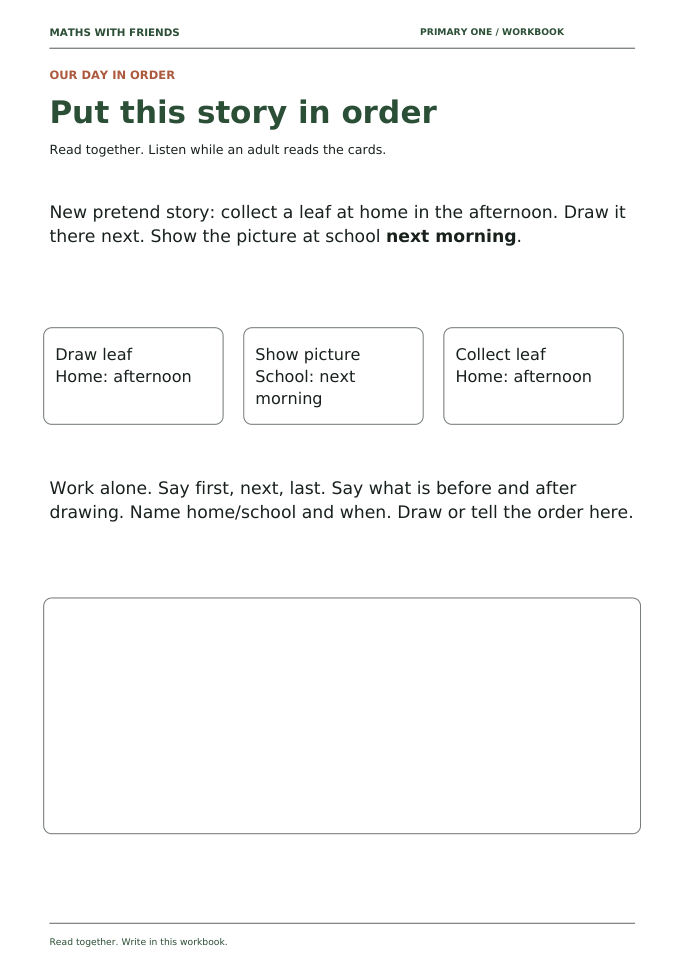 MATHS WITH FRIENDS
PRIMARY ONE / WORKBOOK
OUR DAY IN ORDER
Put this story in order
Read together. Listen while an adult reads the cards.
New pretend story: collect a leaf at home in the afternoon. Draw it
there next. Show the picture at school next morning.
Draw leaf
Home: afternoon
Show picture
School: next
morning
Collect leaf
Home: afternoon
Work alone. Say first, next, last. Say what is before and after
drawing. Name home/school and when. Draw or tell the order here.
Read together. Write in this workbook.